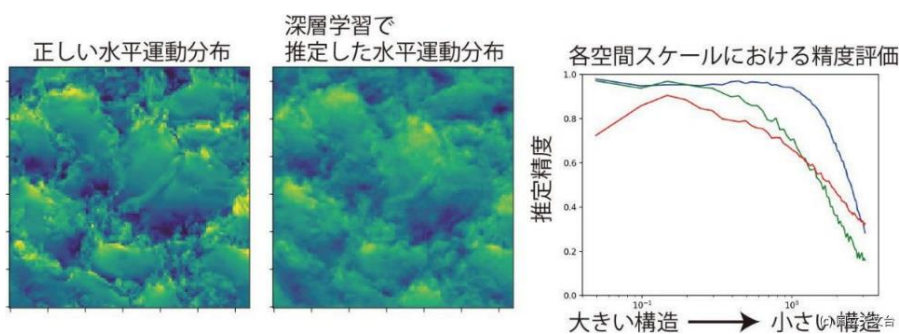 正しい水平運動分布
深層学習で
推定した水平運動分布
各空間スケールにおける精度評価
推定精度
1.0
0.8
0.6
0.4
0.2
0.0
10⁻¹
10⁰
大きい構造 → 小さい構造